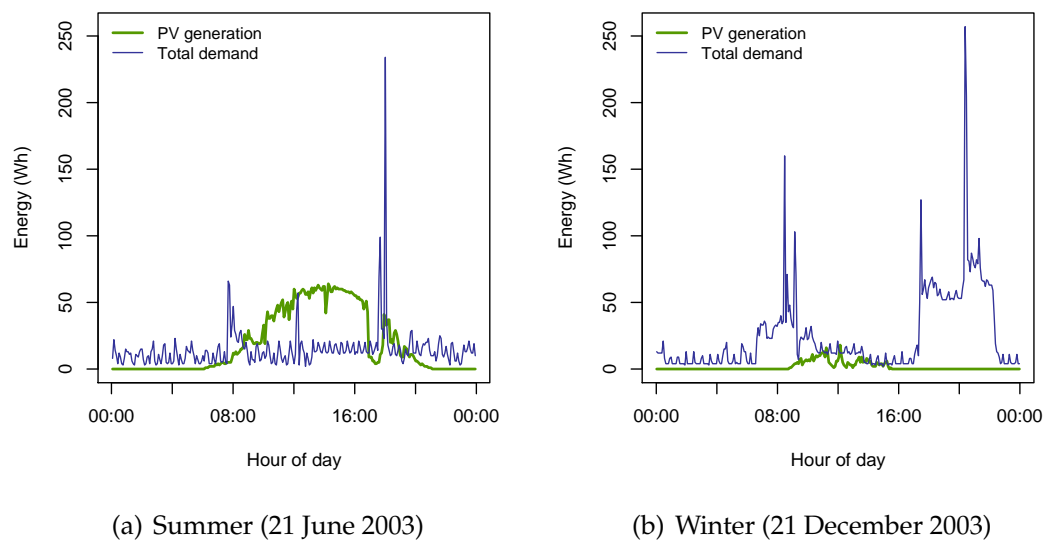 PV generation
Total demand
Energy (Wh)
250
200
150
100
50
0
00:00 08:00 16:00 00:00
Hour of day
(a) Summer (21 June 2003)
PV generation
Total demand
Energy (Wh)
250
200
150
100
50
0
00:00 08:00 16:00 00:00
Hour of day
(b) Winter (21 December 2003)